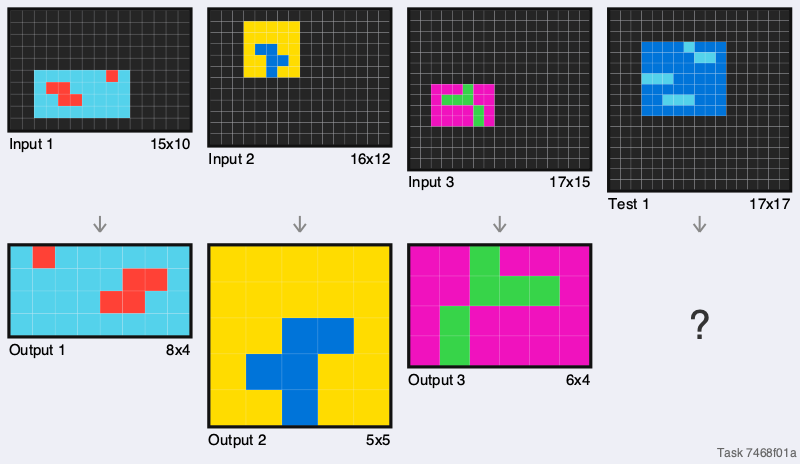 Input 1 15x10
Input 2 16x12
Input 3 17x15
Test 1 17x17
?
Output 1 8x4
Output 2 5x5
Output 3 6x4
Task 7468f01a